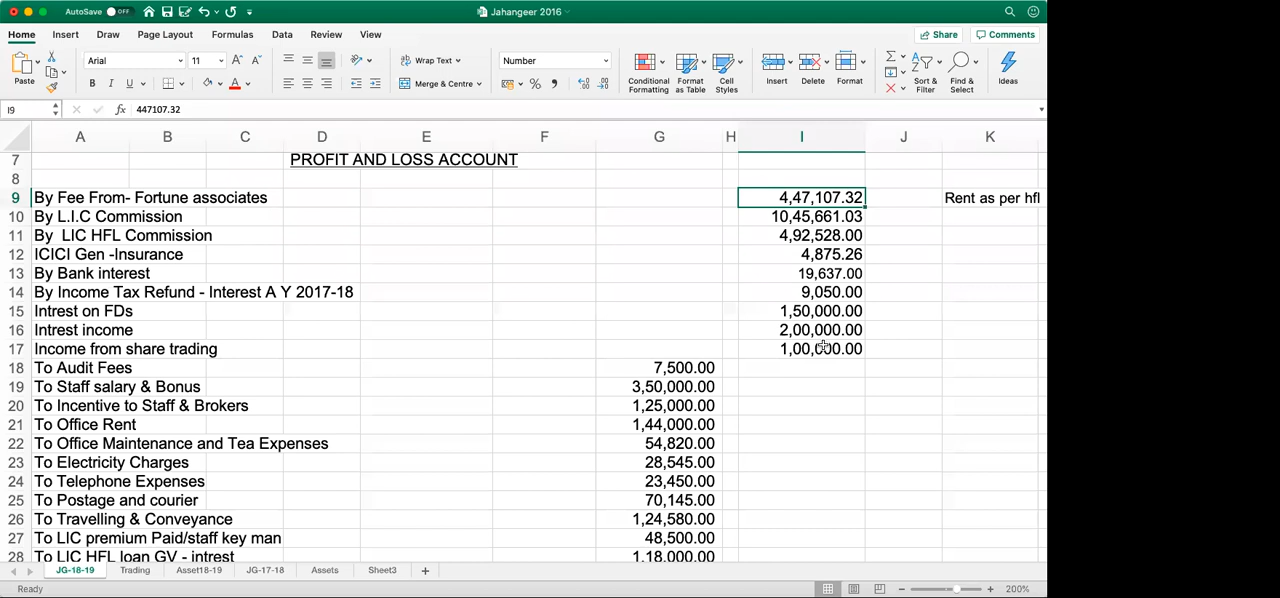 AutoSave OFF Jahangeer 2016
Home Insert Draw Page Layout Formulas Data Review View Share Comments
Paste Arial 11 A A Wrap Text Number Conditional Formatting Format as Table Cell Styles Insert Delete Format Sort & Filter Find & Select Ideas
B I U A Merge & Centre %
I9 fx 447107.32
A B C D E F G H I J K
7 PROFIT AND LOSS ACCOUNT
8
9 By Fee From- Fortune associates 4,47,107.32 Rent as per hfl
10 By L.I.C Commission 10,45,661.03
11 By LIC HFL Commission 4,92,528.00
12 ICICI Gen -Insurance 4,875.26
13 By Bank interest 19,637.00
14 By Income Tax Refund - Interest A Y 2017-18 9,050.00
15 Intrest on FDs 1,50,000.00
16 Intrest income 2,00,000.00
17 Income from share trading 1,00,000.00
18 To Audit Fees 7,500.00
19 To Staff salary & Bonus 3,50,000.00
20 To Incentive to Staff & Brokers 1,25,000.00
21 To Office Rent 1,44,000.00
22 To Office Maintenance and Tea Expenses 54,820.00
23 To Electricity Charges 28,545.00
24 To Telephone Expenses 23,450.00
25 To Postage and courier 70,145.00
26 To Travelling & Conveyance 1,24,580.00
27 To LIC premium Paid/staff key man 48,500.00
28 To LIC HFL loan GV - intrest 1,18,000.00
JG-18-19 Trading Asset18-19 JG-17-18 Assets Sheet3 +
Ready 200%